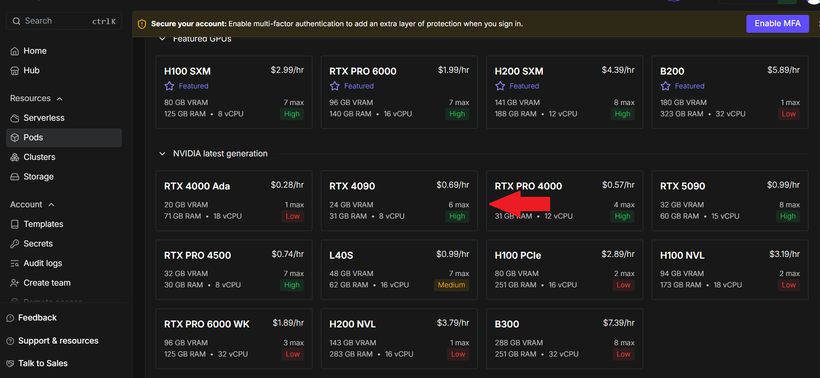 Search ctrl K
Secure your account: Enable multi-factor authentication to add an extra layer of protection when you sign in.
Enable MFA
Home
Hub
Resources
Serverless
Pods
Clusters
Storage
Account
Templates
Secrets
Audit logs
Create team
Feedback
Support & resources
Talk to Sales
Featured GPUs
H100 SXM $2.99/hr
Featured
80 GB VRAM 7 max
125 GB RAM • 8 vCPU High
RTX PRO 6000 $1.99/hr
Featured
96 GB VRAM 7 max
140 GB RAM • 16 vCPU High
H200 SXM $4.39/hr
Featured
141 GB VRAM 8 max
188 GB RAM • 12 vCPU High
B200 $5.89/hr
Featured
180 GB VRAM 1 max
323 GB RAM • 32 vCPU Low
NVIDIA latest generation
RTX 4000 Ada $0.28/hr
20 GB VRAM 1 max
71 GB RAM • 18 vCPU Low
RTX 4090 $0.69/hr
24 GB VRAM 6 max
31 GB RAM • 8 vCPU High
RTX PRO 4000 $0.57/hr
4 max
31 GB RAM • 12 vCPU High
RTX 5090 $0.99/hr
32 GB VRAM 8 max
60 GB RAM • 15 vCPU High
RTX PRO 4500 $0.74/hr
32 GB VRAM 7 max
30 GB RAM • 8 vCPU High
L40S $0.99/hr
48 GB VRAM 7 max
62 GB RAM • 16 vCPU Medium
H100 PCIe $2.89/hr
80 GB VRAM 2 max
251 GB RAM • 16 vCPU Low
H100 NVL $3.19/hr
94 GB VRAM 2 max
173 GB RAM • 18 vCPU Low
RTX PRO 6000 WK $1.89/hr
96 GB VRAM 3 max
125 GB RAM • 32 vCPU Low
H200 NVL $3.79/hr
143 GB VRAM 1 max
283 GB RAM • 16 vCPU Low
B300 $7.39/hr
288 GB VRAM 8 max
251 GB RAM • 32 vCPU Low